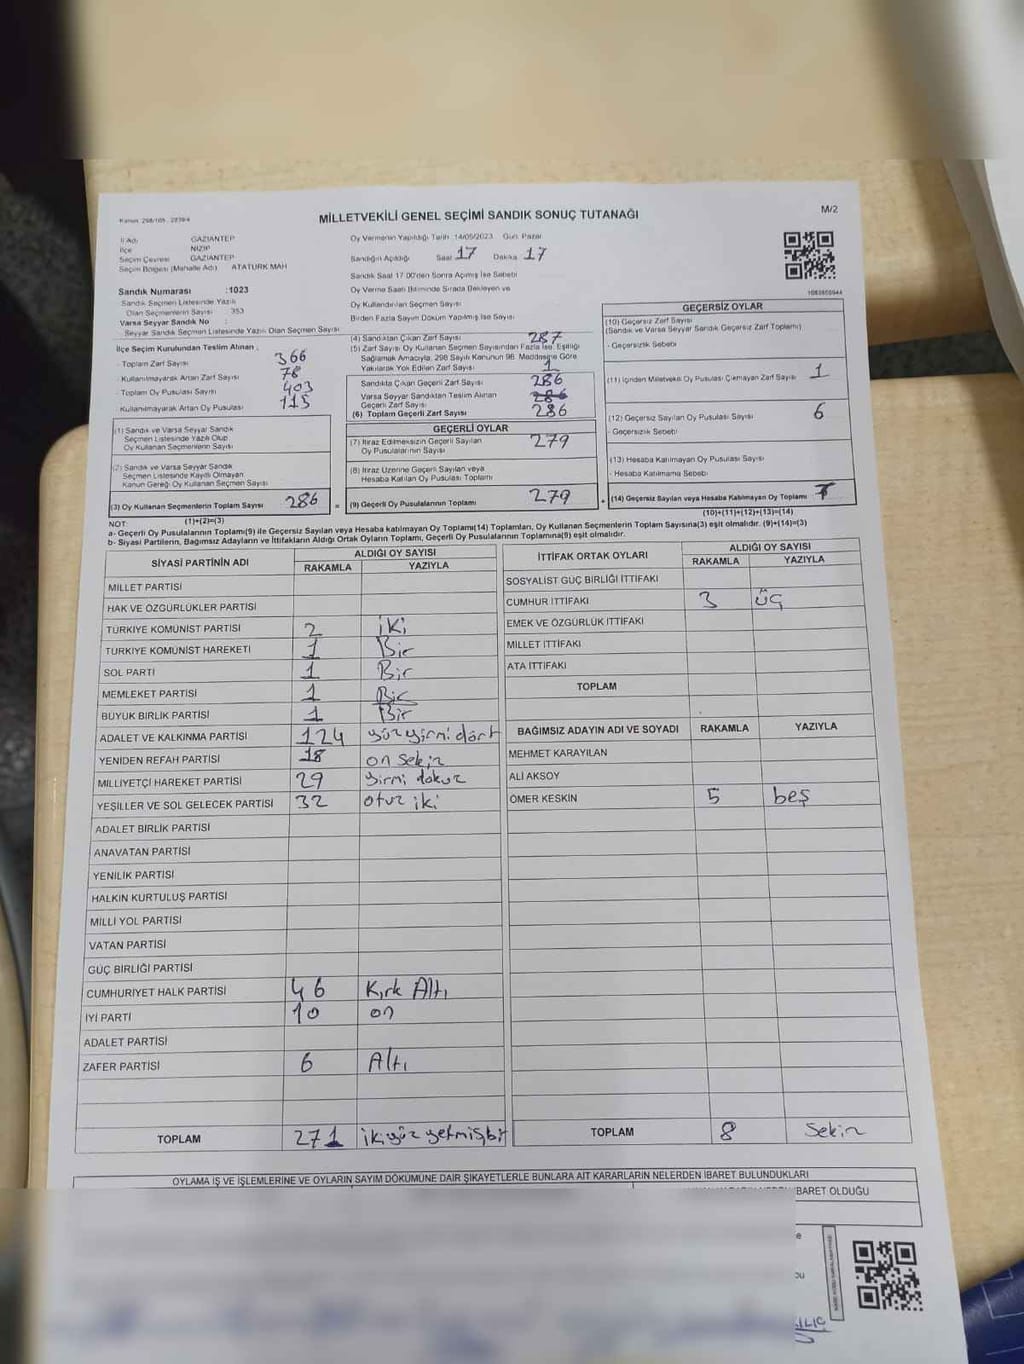 Kanun: 298/105 2839/4
MİLLETVEKİLİ GENEL SEÇİMİ SANDIK SONUÇ TUTANAĞI
M/2
İl Adı GAZİANTEP
İlçe NİZİP
Seçim Çevresi GAZİANTEP
Seçim Bölgesi (Mahalle Adı) ATATÜRK MAH
Oy Vermenin Yapıldığı Tarih 14/05/2023 Gün: Pazar
Sandığın Açıldığı Saat 17 Dakika 17
Sandık Saat 17.00'den Sonra Açılmış İse Sebebi
Oy Verme Saati Bitiminde Sırada Bekleyen ve
Oy Kullandırılan Seçmen Sayısı
Birden Fazla Sayım Döküm Yapılmış İse Sayısı
Sandık Numarası :1023
Sandık Seçmen Listesinde Yazılı
Olan Seçmenlerin Sayısı : 353
Varsa Seyyar Sandık No :
Seyyar Sandık Seçmen Listesinde Yazılı Olan Seçmen Sayısı:
İlçe Seçim Kurulundan Teslim Alınan ;
- Toplam Zarf Sayısı 366
- Kullanılmayarak Artan Zarf Sayısı 78
- Toplam Oy Pusulası Sayısı 403
Kullanılmayarak Artan Oy Pusulası 115
(1) Sandık ve Varsa Seyyar Sandık
Seçmen Listesinde Yazılı Olup
Oy Kullanan Seçmenlerin Sayısı
(2) Sandık ve Varsa Seyyar Sandık
Seçmen Listesinde Kayıtlı Olmayan
Kanun Gereği Oy Kullanan Seçmen Sayısı
(3) Oy Kullanan Seçmenlerin Toplam Sayısı 286
(1)+(2)=(3)
(4) Sandıktan Çıkan Zarf Sayısı 287
(5) Zarf Sayısı Oy Kullanan Seçmen Sayısından Fazla İse, Eşitliği
Sağlamak Amacıyla, 298 Sayılı Kanunun 98. Maddesine Göre
Yakılarak Yok Edilen Zarf Sayısı 1
Sandıkta Çıkan Geçerli Zarf Sayısı 286
Varsa Seyyar Sandıktan Teslim Alınan
Geçerli Zarf Sayısı 286
(6) Toplam Geçerli Zarf Sayısı 286
GEÇERLİ OYLAR
(7) İtiraz Edilmeksizin Geçerli Sayılan
Oy Pusulalarının Sayısı 279
(8) İtiraz Üzerine Geçerli Sayılan veya
Hesaba Katılan Oy Pusulası Toplamı
= (9) Geçerli Oy Pusulalarının Toplamı 279
GEÇERSİZ OYLAR
(10) Geçersiz Zarf Sayısı
(Sandık ve Varsa Seyyar Sandık Geçersiz Zarf Toplamı)
- Geçersizlik Sebebi
(11) İçinden Milletvekili Oy Pusulası Çıkmayan Zarf Sayısı 1
(12) Geçersiz Sayılan Oy Pusulası Sayısı 6
- Geçersizlik Sebebi
(13) Hesaba Katılmayan Oy Pusulası Sayısı
- Hesaba Katılmama Sebebi
+ (14) Geçersiz Sayılan veya Hesaba Katılmayan Oy Toplamı 7
(10)+(11)+(12)+(13)=(14)
NOT:
a- Geçerli Oy Pusulalarının Toplamı(9) ile Geçersiz Sayılan veya Hesaba katılmayan Oy Toplamı(14) Toplamları, Oy Kullanan Seçmenlerin Toplam Sayısına(3) eşit olmalıdır. (9)+(14)=(3)
b- Siyasi Partilerin, Bağımsız Adayların ve İttifakların Aldığı Ortak Oyların Toplamı, Geçerli Oy Pusulalarının Toplamına(9) eşit olmalıdır.
SİYASİ PARTİNİN ADI ALDIĞI OY SAYISI
RAKAMLA YAZIYLA
MİLLET PARTİSİ
HAK VE ÖZGÜRLÜKLER PARTİSİ
TÜRKİYE KOMÜNİST PARTİSİ 2 iki
TÜRKİYE KOMÜNİST HAREKETİ 1 Bir
SOL PARTİ 1 Bir
MEMLEKET PARTİSİ 1 Bir
BÜYÜK BİRLİK PARTİSİ 1 Bir
ADALET VE KALKINMA PARTİSİ 124 yüzyirmi dört
YENİDEN REFAH PARTİSİ 18 on sekiz
MİLLİYETÇİ HAREKET PARTİSİ 29 yirmi dokuz
YEŞİLLER VE SOL GELECEK PARTİSİ 32 otuz iki
ADALET BİRLİK PARTİSİ
ANAVATAN PARTİSİ
YENİLİK PARTİSİ
HALKIN KURTULUŞ PARTİSİ
MİLLİ YOL PARTİSİ
VATAN PARTİSİ
GÜÇ BİRLİĞİ PARTİSİ
CUMHURİYET HALK PARTİSİ 46 Kırk Altı
İYİ PARTİ 10 on
ADALET PARTİSİ
ZAFER PARTİSİ 6 Altı
TOPLAM 271 ikiyüz yetmişbir
İTTİFAK ORTAK OYLARI ALDIĞI OY SAYISI
RAKAMLA YAZIYLA
SOSYALİST GÜÇ BİRLİĞİ İTTİFAKI
CUMHUR İTTİFAKI 3 üç
EMEK VE ÖZGÜRLÜK İTTİFAKI
MİLLET İTTİFAKI
ATA İTTİFAKI
TOPLAM
BAĞIMSIZ ADAYIN ADI VE SOYADI RAKAMLA YAZIYLA
MEHMET KARAYILAN
ALİ AKSOY
ÖMER KESKİN 5 beş
TOPLAM 8 sekiz
OYLAMA İŞ VE İŞLEMLERİNE VE OYLARIN SAYIM DÖKÜMÜNE DAİR ŞİKAYETLERLE BUNLARA AİT KARARLARIN NELERDEN İBARET BULUNDUKLARI
İBARET OLDUĞU